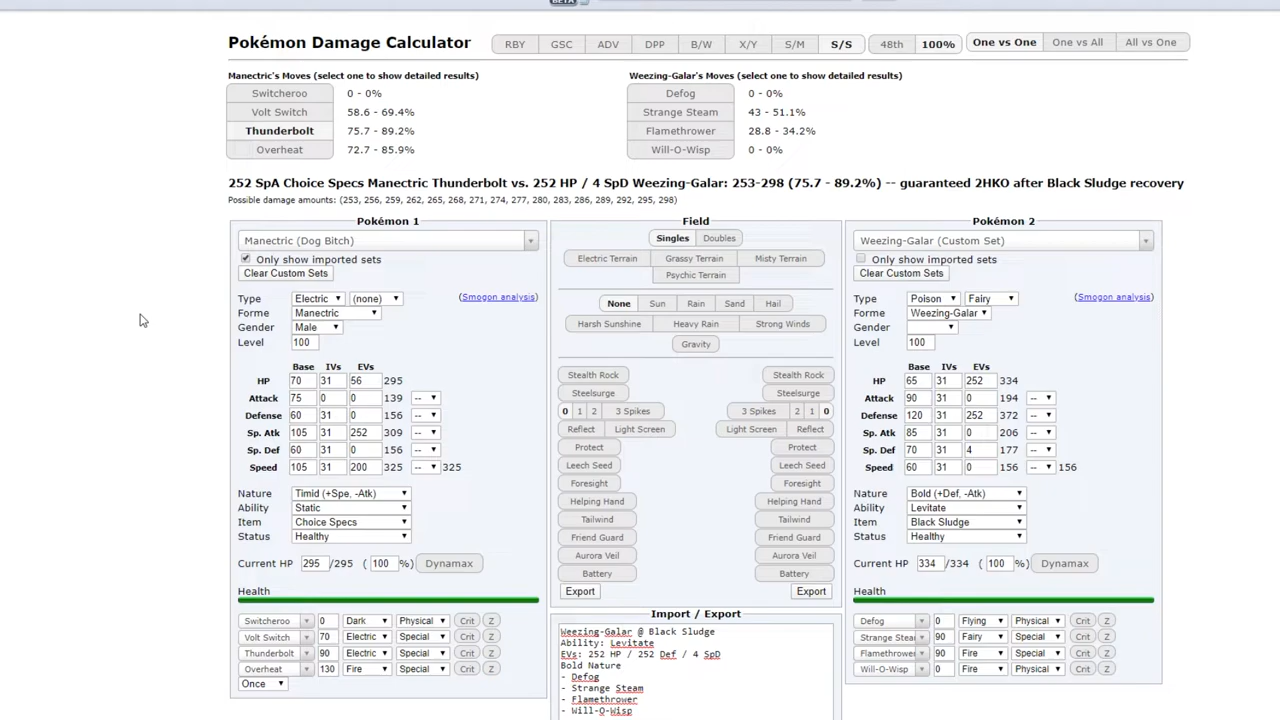 BETA
Pokémon Damage Calculator RBY GSC ADV DPP B/W X/Y S/M S/S 48th 100% One vs One One vs All All vs One
Manectric's Moves (select one to show detailed results) Weezing-Galar's Moves (select one to show detailed results)
Switcheroo 0 - 0% Defog 0 - 0%
Volt Switch 58.6 - 69.4% Strange Steam 43 - 51.1%
Thunderbolt 75.7 - 89.2% Flamethrower 28.8 - 34.2%
Overheat 72.7 - 85.9% Will-O-Wisp 0 - 0%
252 SpA Choice Specs Manectric Thunderbolt vs. 252 HP / 4 SpD Weezing-Galar: 253-298 (75.7 - 89.2%) -- guaranteed 2HKO after Black Sludge recovery
Possible damage amounts: (253, 256, 259, 262, 265, 268, 271, 274, 277, 280, 283, 286, 289, 292, 295, 298)
Pokémon 1
Manectric (Dog Bitch)
Only show imported sets
Clear Custom Sets
Type Electric (none) (Smogon analysis)
Forme Manectric
Gender Male
Level 100
Base IVs EVs
HP 70 31 56 295
Attack 75 0 0 139 --
Defense 60 31 0 156 --
Sp. Atk 105 31 252 309 --
Sp. Def 60 31 0 156 --
Speed 105 31 200 325 -- 325
Nature Timid (+Spe, -Atk)
Ability Static
Item Choice Specs
Status Healthy
Current HP 295 /295 ( 100 %) Dynamax
Health
Switcheroo 0 Dark Physical Crit Z
Volt Switch 70 Electric Special Crit Z
Thunderbolt 90 Electric Special Crit Z
Overheat 130 Fire Special Crit Z
Once
Field
Singles Doubles
Electric Terrain Grassy Terrain Misty Terrain
Psychic Terrain
None Sun Rain Sand Hail
Harsh Sunshine Heavy Rain Strong Winds
Gravity
Stealth Rock Stealth Rock
Steelsurge Steelsurge
0 1 2 3 Spikes 3 Spikes 2 1 0
Reflect Light Screen Light Screen Reflect
Protect Protect
Leech Seed Leech Seed
Foresight Foresight
Helping Hand Helping Hand
Tailwind Tailwind
Friend Guard Friend Guard
Aurora Veil Aurora Veil
Battery Battery
Export Export
Import / Export
Weezing-Galar @ Black Sludge
Ability: Levitate
EVs: 252 HP / 252 Def / 4 SpD
Bold Nature
- Defog
- Strange Steam
- Flamethrower
- Will-O-Wisp
Pokémon 2
Weezing-Galar (Custom Set)
Only show imported sets
Clear Custom Sets
Type Poison Fairy (Smogon analysis)
Forme Weezing-Galar
Gender
Level 100
Base IVs EVs
HP 65 31 252 334
Attack 90 31 0 194 --
Defense 120 31 252 372 --
Sp. Atk 85 31 0 206 --
Sp. Def 70 31 4 177 --
Speed 60 31 0 156 -- 156
Nature Bold (+Def, -Atk)
Ability Levitate
Item Black Sludge
Status Healthy
Current HP 334 /334 ( 100 %) Dynamax
Health
Defog 0 Flying Physical Crit Z
Strange Stea 90 Fairy Special Crit Z
Flamethrower 90 Fire Special Crit Z
Will-O-Wisp 0 Fire Physical Crit Z